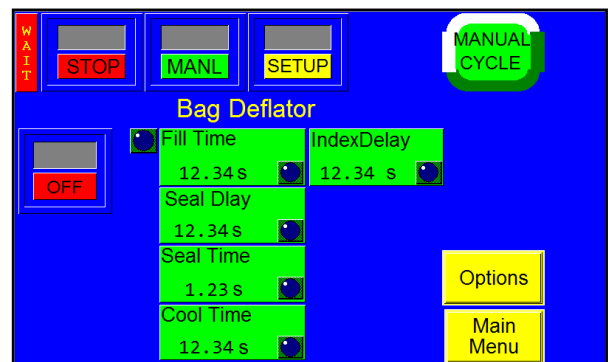 WAIT
STOP
MANL
SETUP
MANUAL
CYCLE
Bag Deflator
OFF
Fill Time
12.34 s
IndexDelay
12.34 s
Seal Dlay
12.34 s
Seal Time
1.23 s
Cool Time
12.34 s
Options
Main
Menu